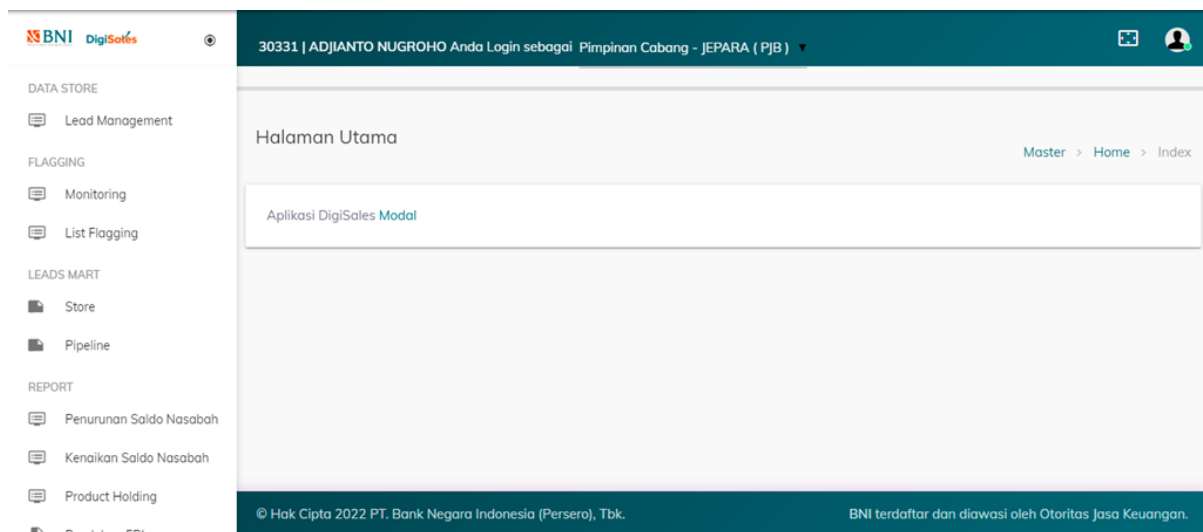 BNI DigiSales
30331 | ADJIANTO NUGROHO Anda Login sebagai Pimpinan Cabang - JEPARA ( PJB )
DATA STORE
Lead Management
FLAGGING
Monitoring
List Flagging
LEADS MART
Store
Pipeline
REPORT
Penurunan Saldo Nasabah
Kenaikan Saldo Nasabah
Product Holding
Halaman Utama
Master > Home > Index
Aplikasi DigiSales Modal
© Hak Cipta 2022 PT. Bank Negara Indonesia (Persero), Tbk.
BNI terdaftar dan diawasi oleh Otoritas Jasa Keuangan.